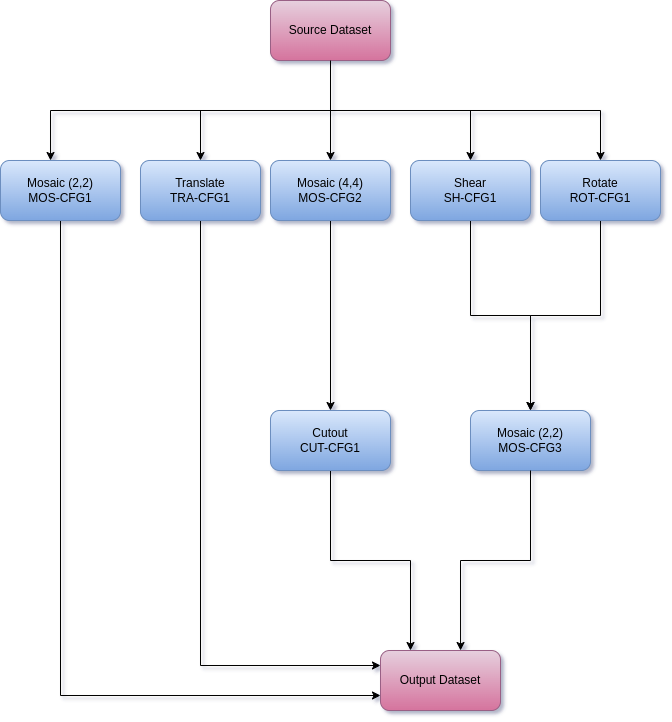 Source Dataset
Mosaic (2,2)
MOS-CFG1
Translate
TRA-CFG1
Mosaic (4,4)
MOS-CFG2
Shear
SH-CFG1
Rotate
ROT-CFG1
Cutout
CUT-CFG1
Mosaic (2,2)
MOS-CFG3
Output Dataset